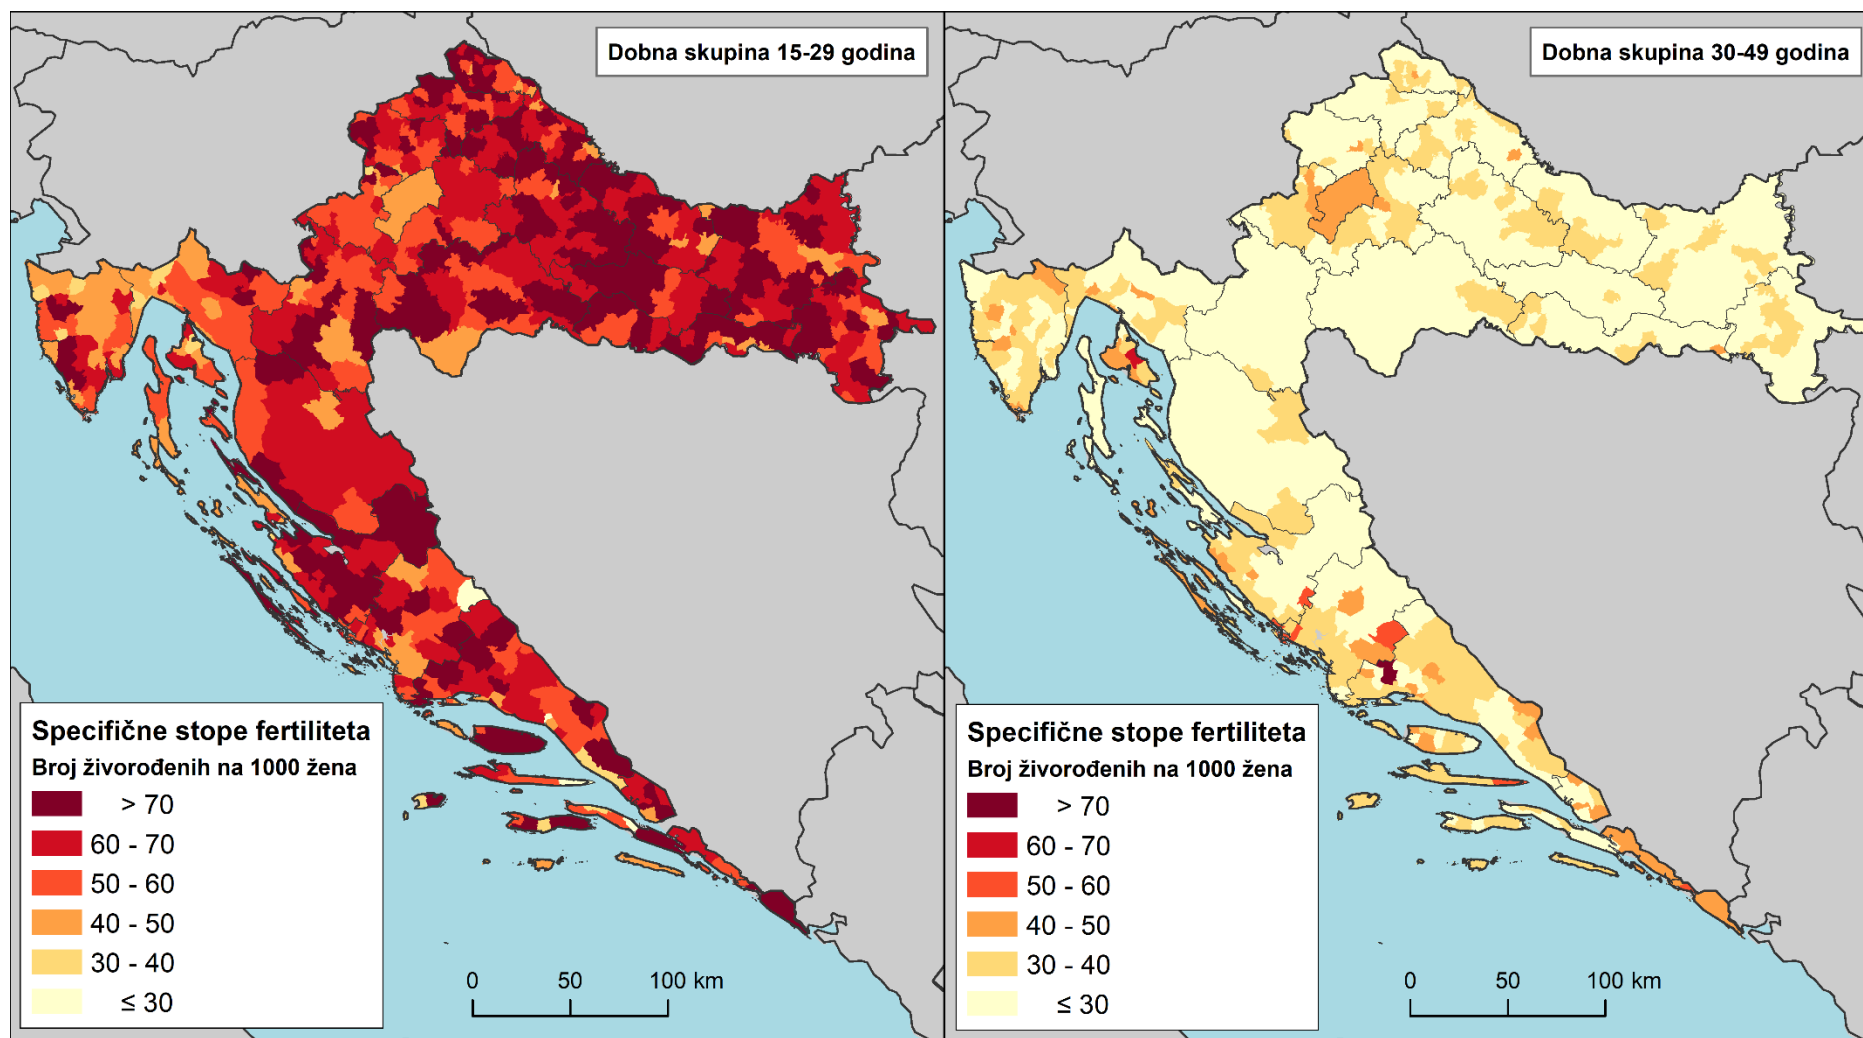 Dobna skupina 15-29 godina
Specifične stope fertiliteta
Broj živorođenih na 1000 žena
> 70
60 - 70
50 - 60
40 - 50
30 - 40
≤ 30
0 50 100 km
Dobna skupina 30-49 godina
Specifične stope fertiliteta
Broj živorođenih na 1000 žena
> 70
60 - 70
50 - 60
40 - 50
30 - 40
≤ 30
0 50 100 km